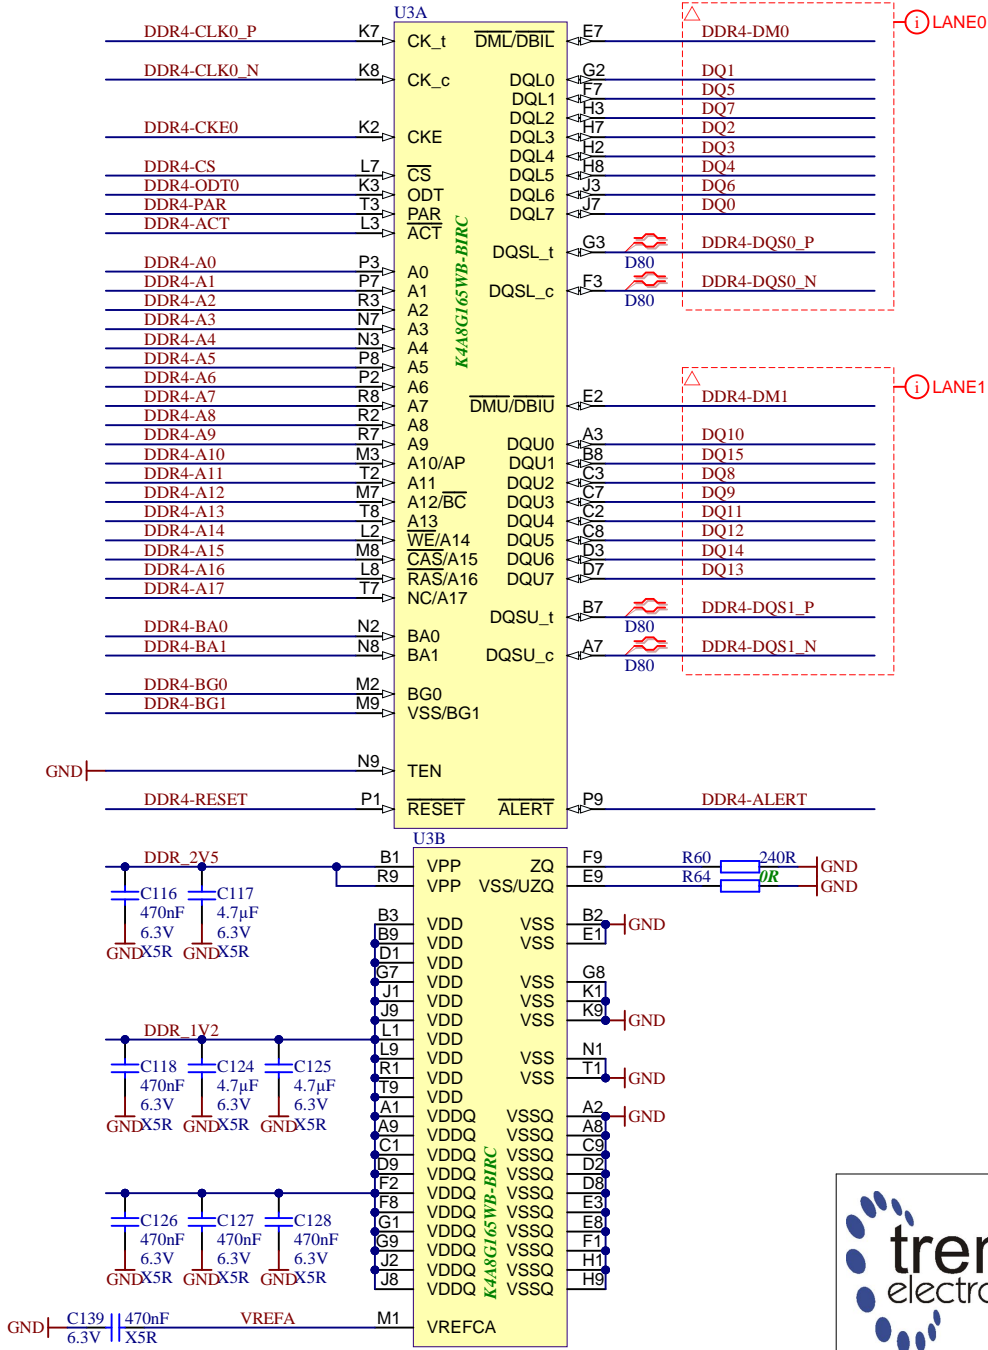 U3A
DDR4-CLK0_P K7 CK_t DML/DBIL E7 DDR4-DM0 LANE0
DDR4-CLK0_N K8 CK_c DQL0 G2 DQ1
DQL1 F7 DQ5
DQL2 H3 DQ7
DDR4-CKE0 K2 CKE DQL3 H7 DQ2
DQL4 H2 DQ3
DDR4-CS L7 CS DQL5 H8 DQ4
DDR4-ODT0 K3 ODT DQL6 J3 DQ6
DDR4-PAR T3 PAR DQL7 J7 DQ0
DDR4-ACT L3 ACT
DQSL_t G3 D80 DDR4-DQS0_P
DDR4-A0 P3 A0
DDR4-A1 P7 A1 DQSL_c F3 D80 DDR4-DQS0_N
DDR4-A2 R3 A2
DDR4-A3 N7 A3
DDR4-A4 N3 A4
DDR4-A5 P8 A5
DDR4-A6 P2 A6
DDR4-A7 R8 A7 DMU/DBIU E2 DDR4-DM1 LANE1
DDR4-A8 R2 A8
DDR4-A9 R7 A9 DQU0 A3 DQ10
DDR4-A10 M3 A10/AP DQU1 B8 DQ15
DDR4-A11 T2 A11 DQU2 C3 DQ8
DDR4-A12 M7 A12/BC DQU3 C7 DQ9
DDR4-A13 T8 A13 DQU4 C2 DQ11
DDR4-A14 L2 WE/A14 DQU5 C8 DQ12
DDR4-A15 M8 CAS/A15 DQU6 D3 DQ14
DDR4-A16 L8 RAS/A16 DQU7 D7 DQ13
DDR4-A17 T7 NC/A17
DQSU_t B7 D80 DDR4-DQS1_P
DDR4-BA0 N2 BA0
DDR4-BA1 N8 BA1 DQSU_c A7 D80 DDR4-DQS1_N
DDR4-BG0 M2 BG0
DDR4-BG1 M9 VSS/BG1
GND N9 TEN
DDR4-RESET P1 RESET ALERT P9 DDR4-ALERT
K4A8G165WB-BIRC
U3B
DDR_2V5 B1 VPP ZQ F9 R60 240R GND
R9 VPP VSS/UZQ E9 R64 0R GND
C116 470nF 6.3V X5R GND
C117 4.7µF 6.3V X5R GND
B3 VDD VSS B2 GND
B9 VDD VSS E1
D1 VDD
G7 VDD VSS G8
J1 VDD VSS K1
J9 VDD VSS K9 GND
DDR_1V2 L1 VDD
L9 VDD VSS N1
R1 VDD VSS T1 GND
T9 VDD
C118 470nF 6.3V X5R GND
C124 4.7µF 6.3V X5R GND
C125 4.7µF 6.3V X5R GND
A1 VDDQ VSSQ A2 GND
A9 VDDQ VSSQ A8
C1 VDDQ VSSQ C9
D9 VDDQ VSSQ D2
F2 VDDQ VSSQ D8
F8 VDDQ VSSQ E3
G1 VDDQ VSSQ E8
G9 VDDQ VSSQ F1
J2 VDDQ VSSQ H1
J8 VDDQ VSSQ H9
C126 470nF 6.3V X5R GND
C127 470nF 6.3V X5R GND
C128 470nF 6.3V X5R GND
K4A8G165WB-BIRC
GND C139 470nF 6.3V X5R VREFA M1 VREFCA
tren
electro